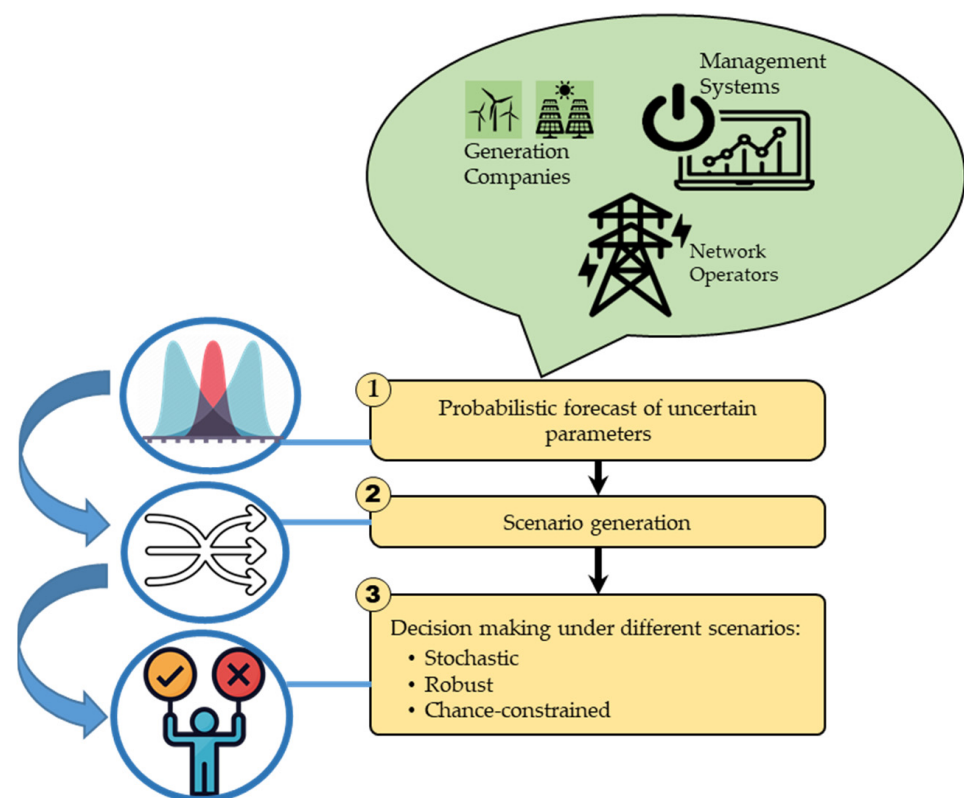 Management
Systems
Generation
Companies
Network
Operators
1
Probabilistic forecast of uncertain
parameters
2
Scenario generation
3
Decision making under different scenarios:
• Stochastic
• Robust
• Chance-constrained